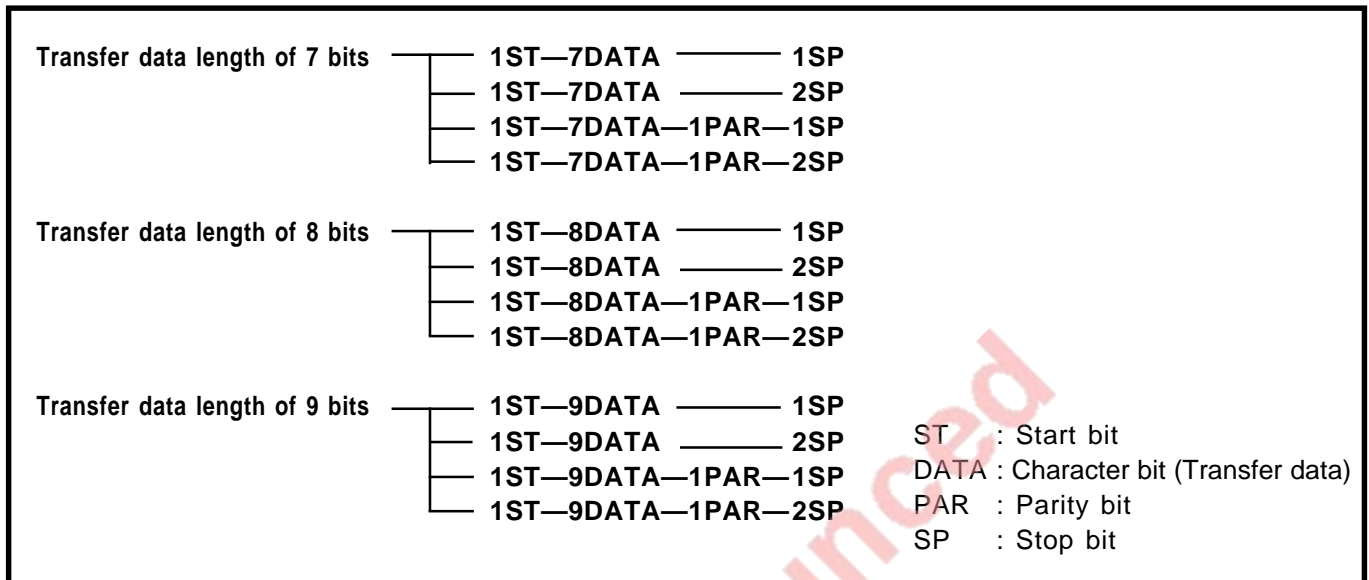 Transfer data length of 7 bits 1ST—7DATA 1SP
1ST—7DATA 2SP
1ST—7DATA—1PAR—1SP
1ST—7DATA—1PAR—2SP
Transfer data length of 8 bits 1ST—8DATA 1SP
1ST—8DATA 2SP
1ST—8DATA—1PAR—1SP
1ST—8DATA—1PAR—2SP
Transfer data length of 9 bits 1ST—9DATA 1SP
1ST—9DATA 2SP
1ST—9DATA—1PAR—1SP
1ST—9DATA—1PAR—2SP
ST : Start bit
DATA : Character bit (Transfer data)
PAR : Parity bit
SP : Stop bit